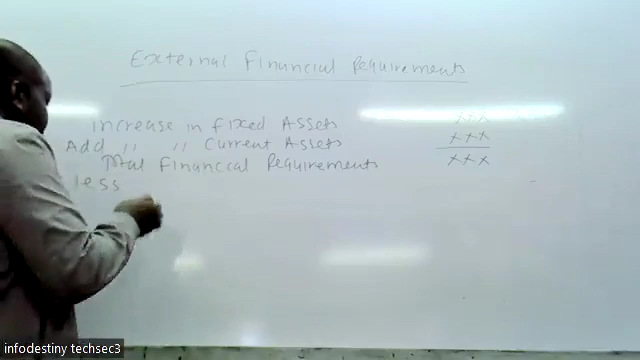 External Financial Requirements
Increase in Fixed Assets xxx
Add " " Current Assets xxx
Total Financial Requirements xxx
less
infodestiny techsec3